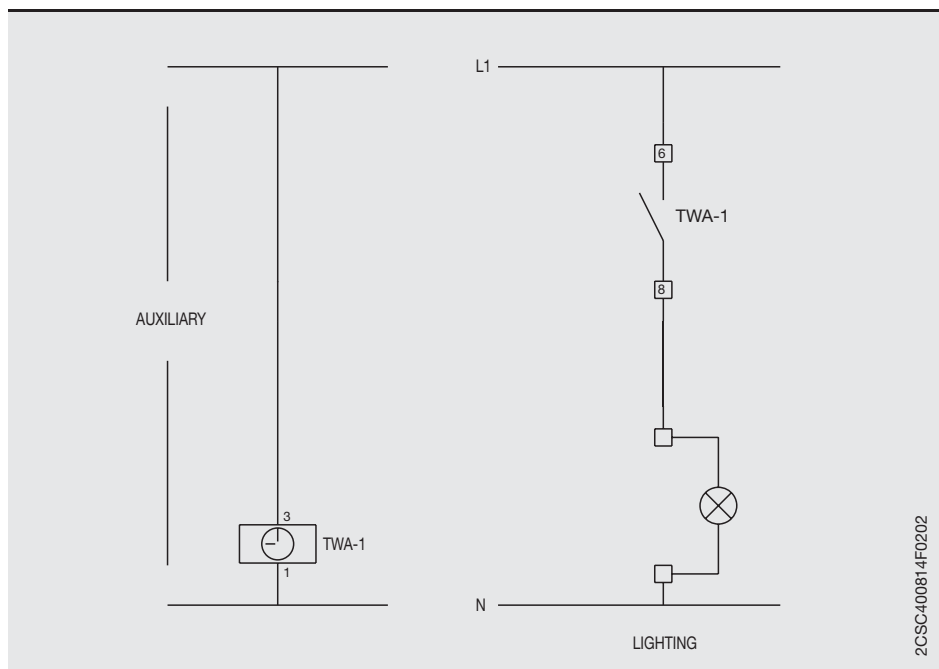 L1
6
TWA-1
8
AUXILIARY
3
TWA-1
1
N
LIGHTING
2CSC400814F0202